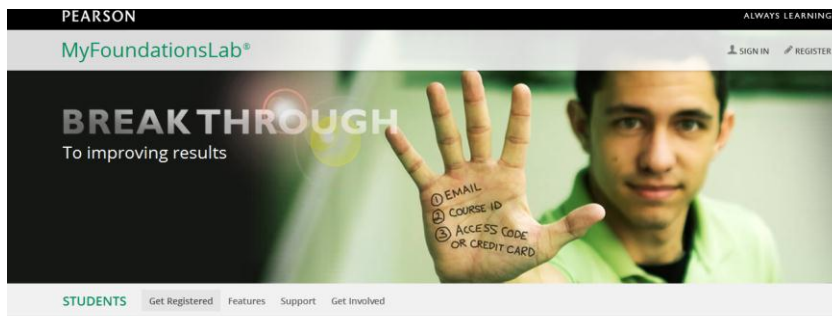 PEARSON
ALWAYS LEARNING
MyFoundationsLab®
SIGN IN
REGISTER
BREAKTHROUGH
To improving results
① EMAIL
② COURSE ID
③ ACCESS CODE
OR CREDIT CARD
STUDENTS
Get Registered
Features
Support
Get Involved